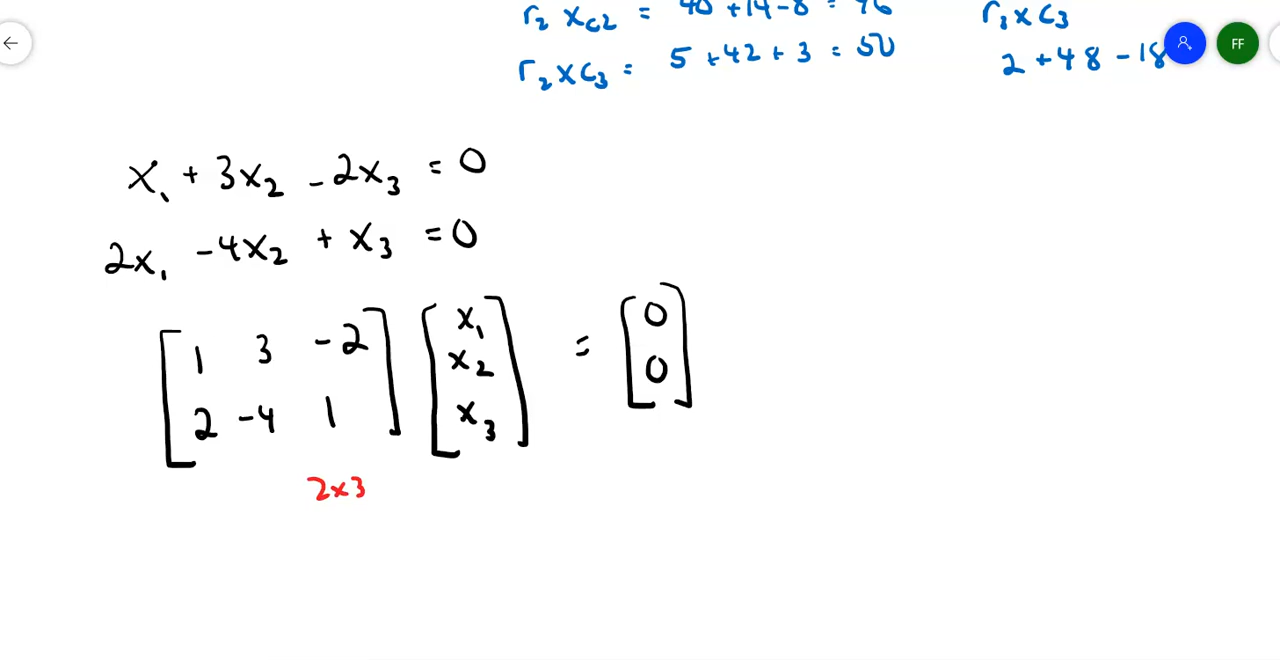 r₂ x c2 = 40 +14-8 = 46
r₃ x c₃
r₂ x c₃ = 5 +42 + 3 = 50
2 +48 -18
FF
x₁ + 3x₂ - 2x₃ = 0
2x₁ -4x₂ + x₃ = 0
[1 3 -2] [x₁] = [0]
[2 -4 1] [x₂] [0]
[x₃]
2x3